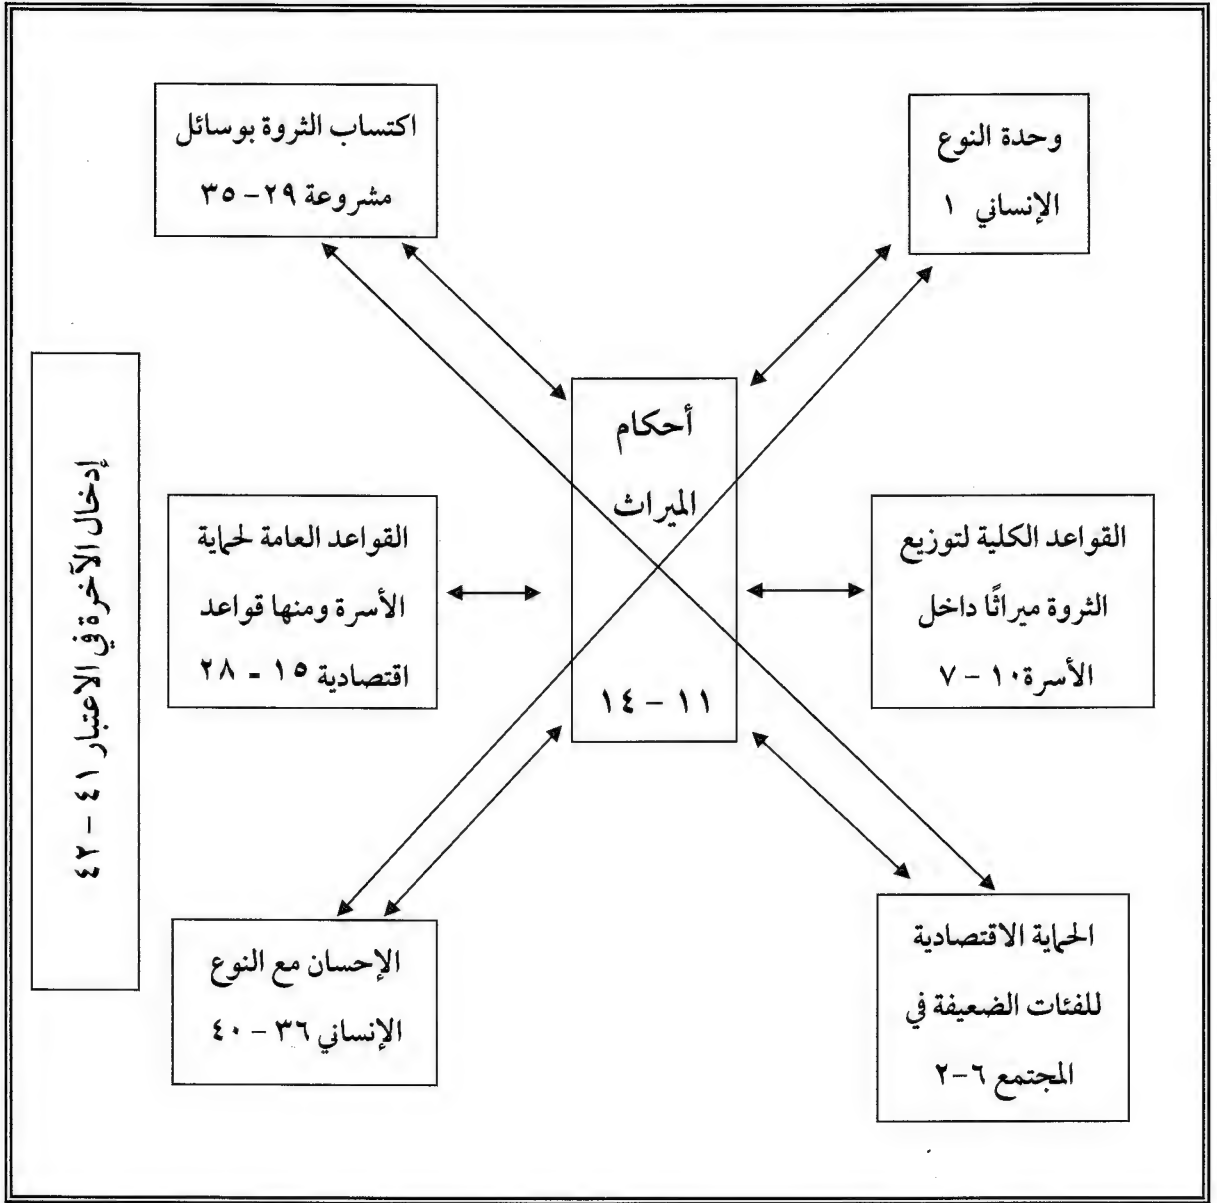 وحدة النوع
الإنساني ١
اكتساب الثروة بوسائل
مشروعة ٢٩ – ٣٥
أحكام
الميراث
١١ – ١٤
القواعد الكلية لتوزيع
الثروة ميراثًا داخل
الأسرة١٠ – ٧
القواعد العامة لحماية
الأسرة ومنها قواعد
اقتصادية ١٥ - ٢٨
الحماية الاقتصادية
للفئات الضعيفة في
المجتمع ٦–٢
الإحسان مع النوع
الإنساني ٣٦ – ٤٠
إدخال الآخرة في الاعتبار ٤١ – ٤٢